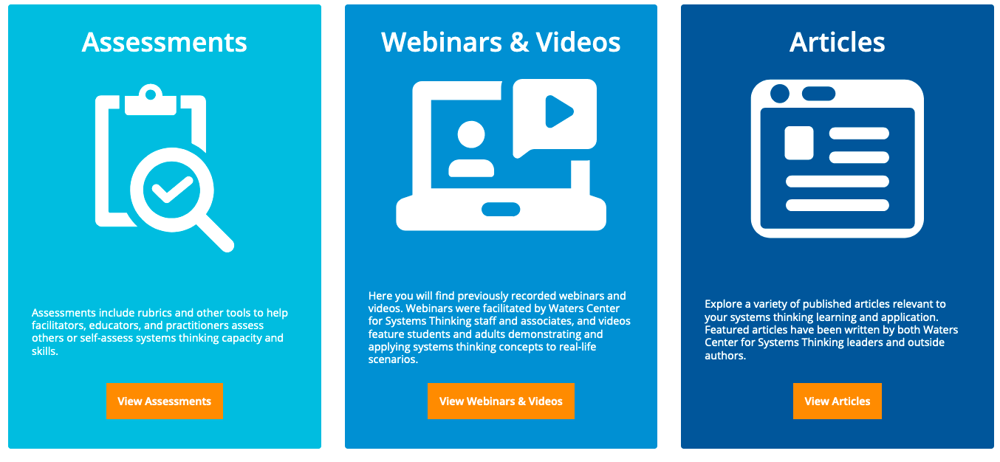 Assessments
Assessments include rubrics and other tools to help
facilitators, educators, and practitioners assess
others or self-assess systems thinking capacity and
skills.
View Assessments
Webinars & Videos
Here you will find previously recorded webinars and
videos. Webinars were facilitated by Waters Center
for Systems Thinking staff and associates, and videos
feature students and adults demonstrating and
applying systems thinking concepts to real-life
scenarios.
View Webinars & Videos
Articles
Explore a variety of published articles relevant to
your systems thinking learning and application.
Featured articles have been written by both Waters
Center for Systems Thinking leaders and outside
authors.
View Articles